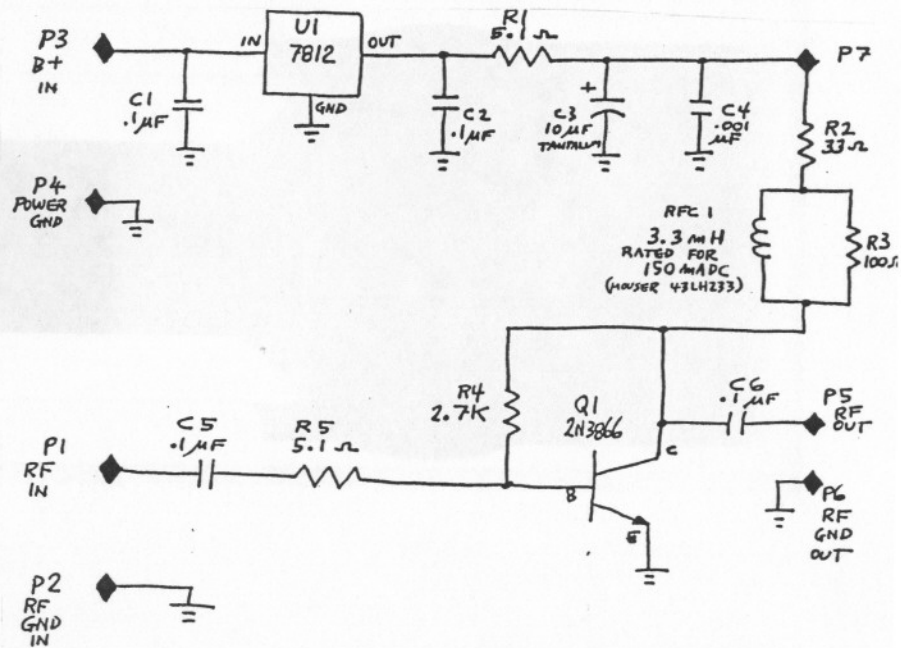 P3
B+
IN
C1
.1µF
IN
U1
7812
OUT
GND
R1
5.1 Ω
C2
.1µF
+
C3
10µF
TANTALUM
C4
.001
µF
P7
R2
33Ω
P4
POWER
GND
RFC 1
3.3 mH
RATED FOR
150 mADC
(MOUSER 43LH233)
R3
100Ω
R4
2.7K
Q1
2N3866
C6
.1 µF
P5
RF
OUT
P1
RF
IN
C5
.1µF
R5
5.1 Ω
B
C
E
P6
RF
GND
OUT
P2
RF
GND
IN